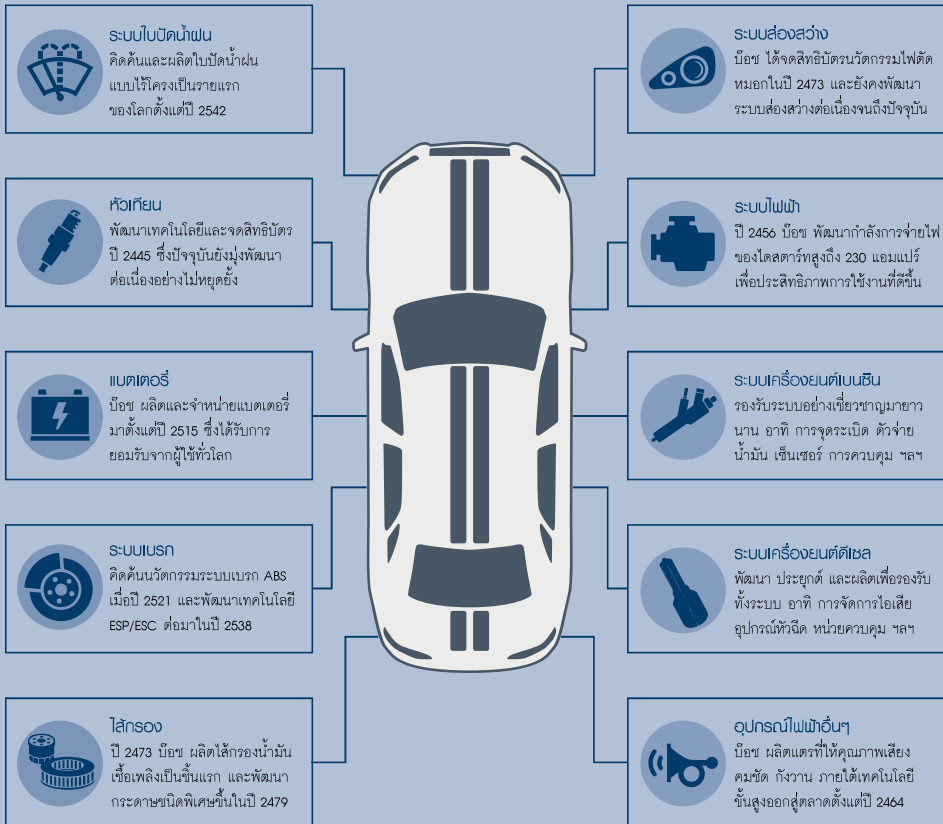 ระบบใบปัดน้ำฝน
คิดค้นและผลิตใบปัดน้ำฝน
แบบไร้โครงเป็นรายแรก
ของโลกตั้งแต่ปี 2542
หัวเทียน
พัฒนาเทคโนโลยีและจดสิทธิบัตร
ปี 2445 ซึ่งปัจจุบันยังมุ่งพัฒนา
ต่อเนื่องอย่างไม่หยุดยั้ง
แบตเตอรี่
บ๊อช ผลิตและจำหน่ายแบตเตอรี่
มาตั้งแต่ปี 2515 ซึ่งได้รับการ
ยอมรับจากผู้ใช้ทั่วโลก
ระบบเบรก
คิดค้นนวัตกรรมระบบเบรก ABS
เมื่อปี 2521 และพัฒนาเทคโนโลยี
ESP/ESC ต่อมาในปี 2538
ไส้กรอง
ปี 2473 บ๊อช ผลิตไส้กรองน้ำมัน
เชื้อเพลิงเป็นชิ้นแรก และพัฒนา
กระดาษชนิดพิเศษขึ้นในปี 2479
ระบบส่องสว่าง
บ๊อช ได้จดสิทธิบัตรนวัตกรรมไฟตัด
หมอกในปี 2473 และยังคงพัฒนา
ระบบส่องสว่างต่อเนื่องจนถึงปัจจุบัน
ระบบไฟฟ้า
ปี 2456 บ๊อช พัฒนากำลังการจ่ายไฟ
ของไดสตาร์ทสูงถึง 230 แอมแปร์
เพื่อประสิทธิภาพการใช้งานที่ดีขึ้น
ระบบเครื่องยนต์เบนซิน
รองรับระบบอย่างเชี่ยวชาญมายาว
นาน อาทิ การจุดระเบิด ตัวจ่าย
น้ำมัน เซ็นเซอร์ การควบคุม ฯลฯ
ระบบเครื่องยนต์ดีเซล
พัฒนา ประยุกต์ และผลิตเพื่อรองรับ
ทั้งระบบ อาทิ การจัดการไอเสีย
อุปกรณ์หัวฉีด หน่วยควบคุม ฯลฯ
อุปกรณ์ไฟฟ้าอื่นๆ
บ๊อช ผลิตแตรที่ให้คุณภาพเสียง
คมชัด กังวาน ภายใต้เทคโนโลยี
ขั้นสูงออกสู่ตลาดตั้งแต่ปี 2464